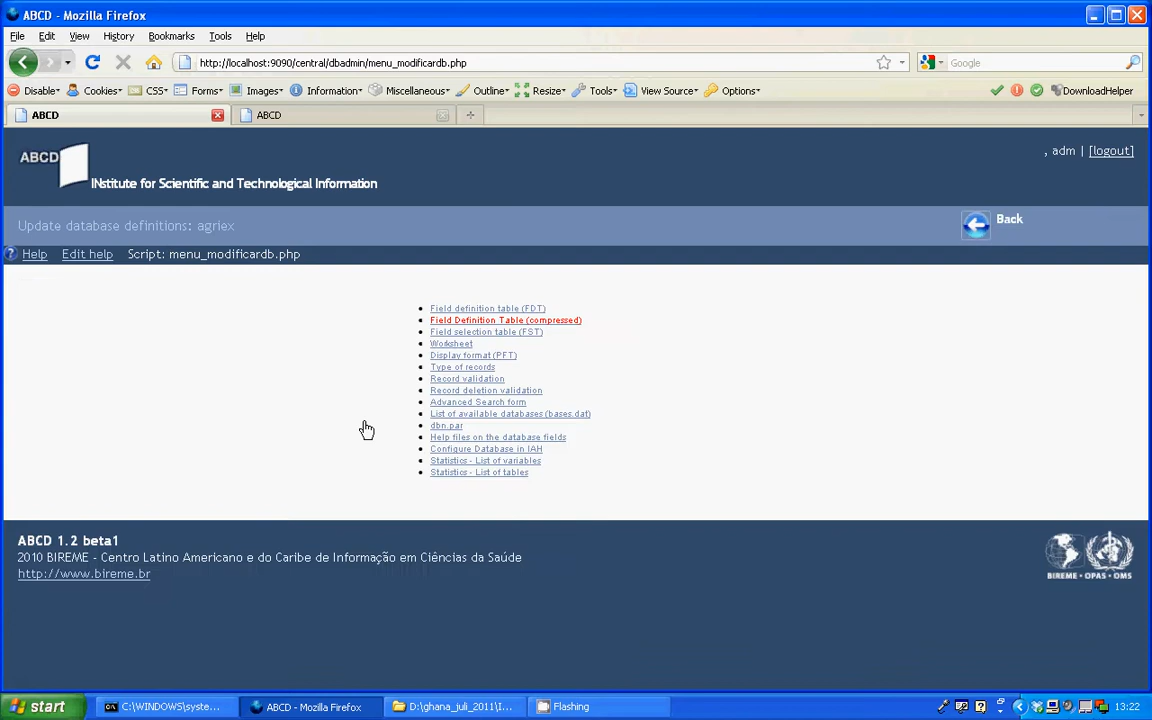 ABCD - Mozilla Firefox
File Edit View History Bookmarks Tools Help
http://localhost:9090/central/dbadmin/menu_modificardb.php
Google
Disable▾ Cookies▾ CSS▾ Forms▾ Images▾ Information▾ Miscellaneous▾ Outline▾ Resize▾ Tools▾ View Source▾ Options▾ DownloadHelper
ABCD
ABCD
ABCD
, adm | [logout]
INstitute for Scientific and Technological Information
Update database definitions: agriex
Back
Help Edit help Script: menu_modificardb.php
Field definition table (FDT)
Field Definition Table (compressed)
Field selection table (FST)
Worksheet
Display format (PFT)
Type of records
Record validation
Record deletion validation
Advanced Search form
List of available databases (bases.dat)
dbn.par
Help files on the database fields
Configure Database in IAH
Statistics - List of variables
Statistics - List of tables
ABCD 1.2 beta1
2010 BIREME - Centro Latino Americano e do Caribe de Informação em Ciências da Saúde
http://www.bireme.br
BIREME • OPAS • OMS
start
C:\WINDOWS\syste...
ABCD - Mozilla Firefox
D:\ghana_juli_2011\I...
Flashing
13:22